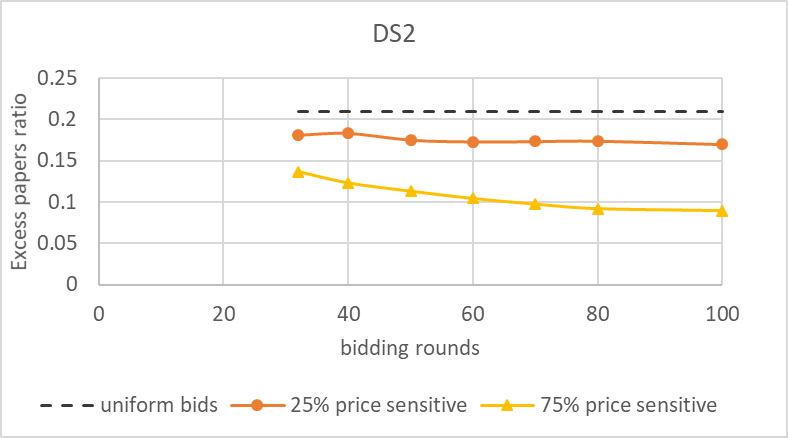 DS2
Excess papers ratio
0.25
0.2
0.15
0.1
0.05
0
0 20 40 60 80 100
bidding rounds
uniform bids 25% price sensitive 75% price sensitive